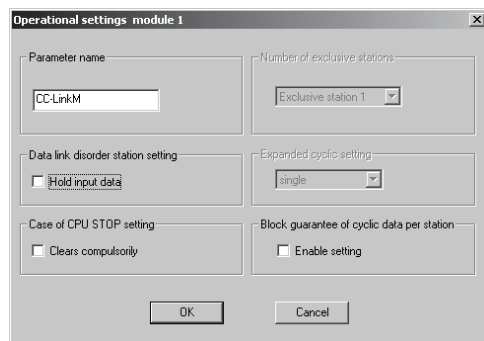 Operational settings module 1
Parameter name
CC-LinkM
Number of exclusive stations
Exclusive station 1
Data link disorder station setting
Hold input data
Expanded cyclic setting
single
Case of CPU STOP setting
Clears compulsorily
Block guarantee of cyclic data per station
Enable setting
OK
Cancel